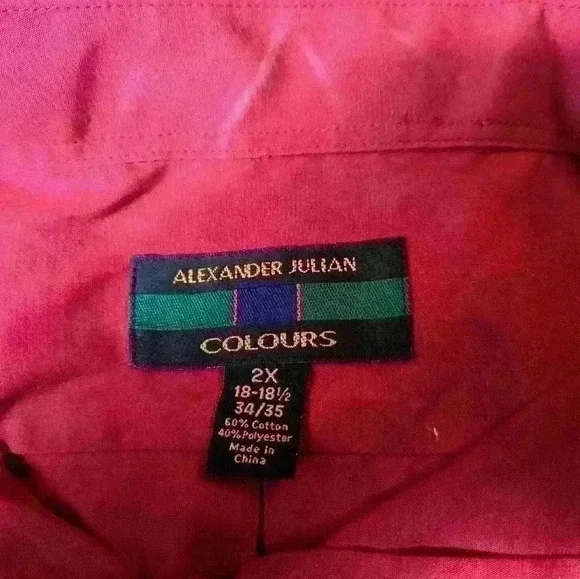 ALEXANDER JULIAN
COLOURS
2X
18-18½
34/35
60% Cotton
40% Polyester
Made in
China